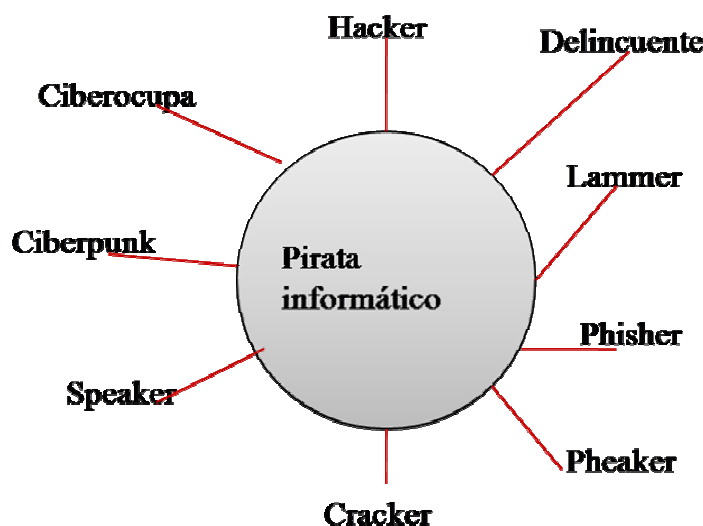 Hacker
Delincuente
Ciberocupa
Lammer
Ciberpunk
Pirata
informático
Phisher
Speaker
Pheaker
Cracker